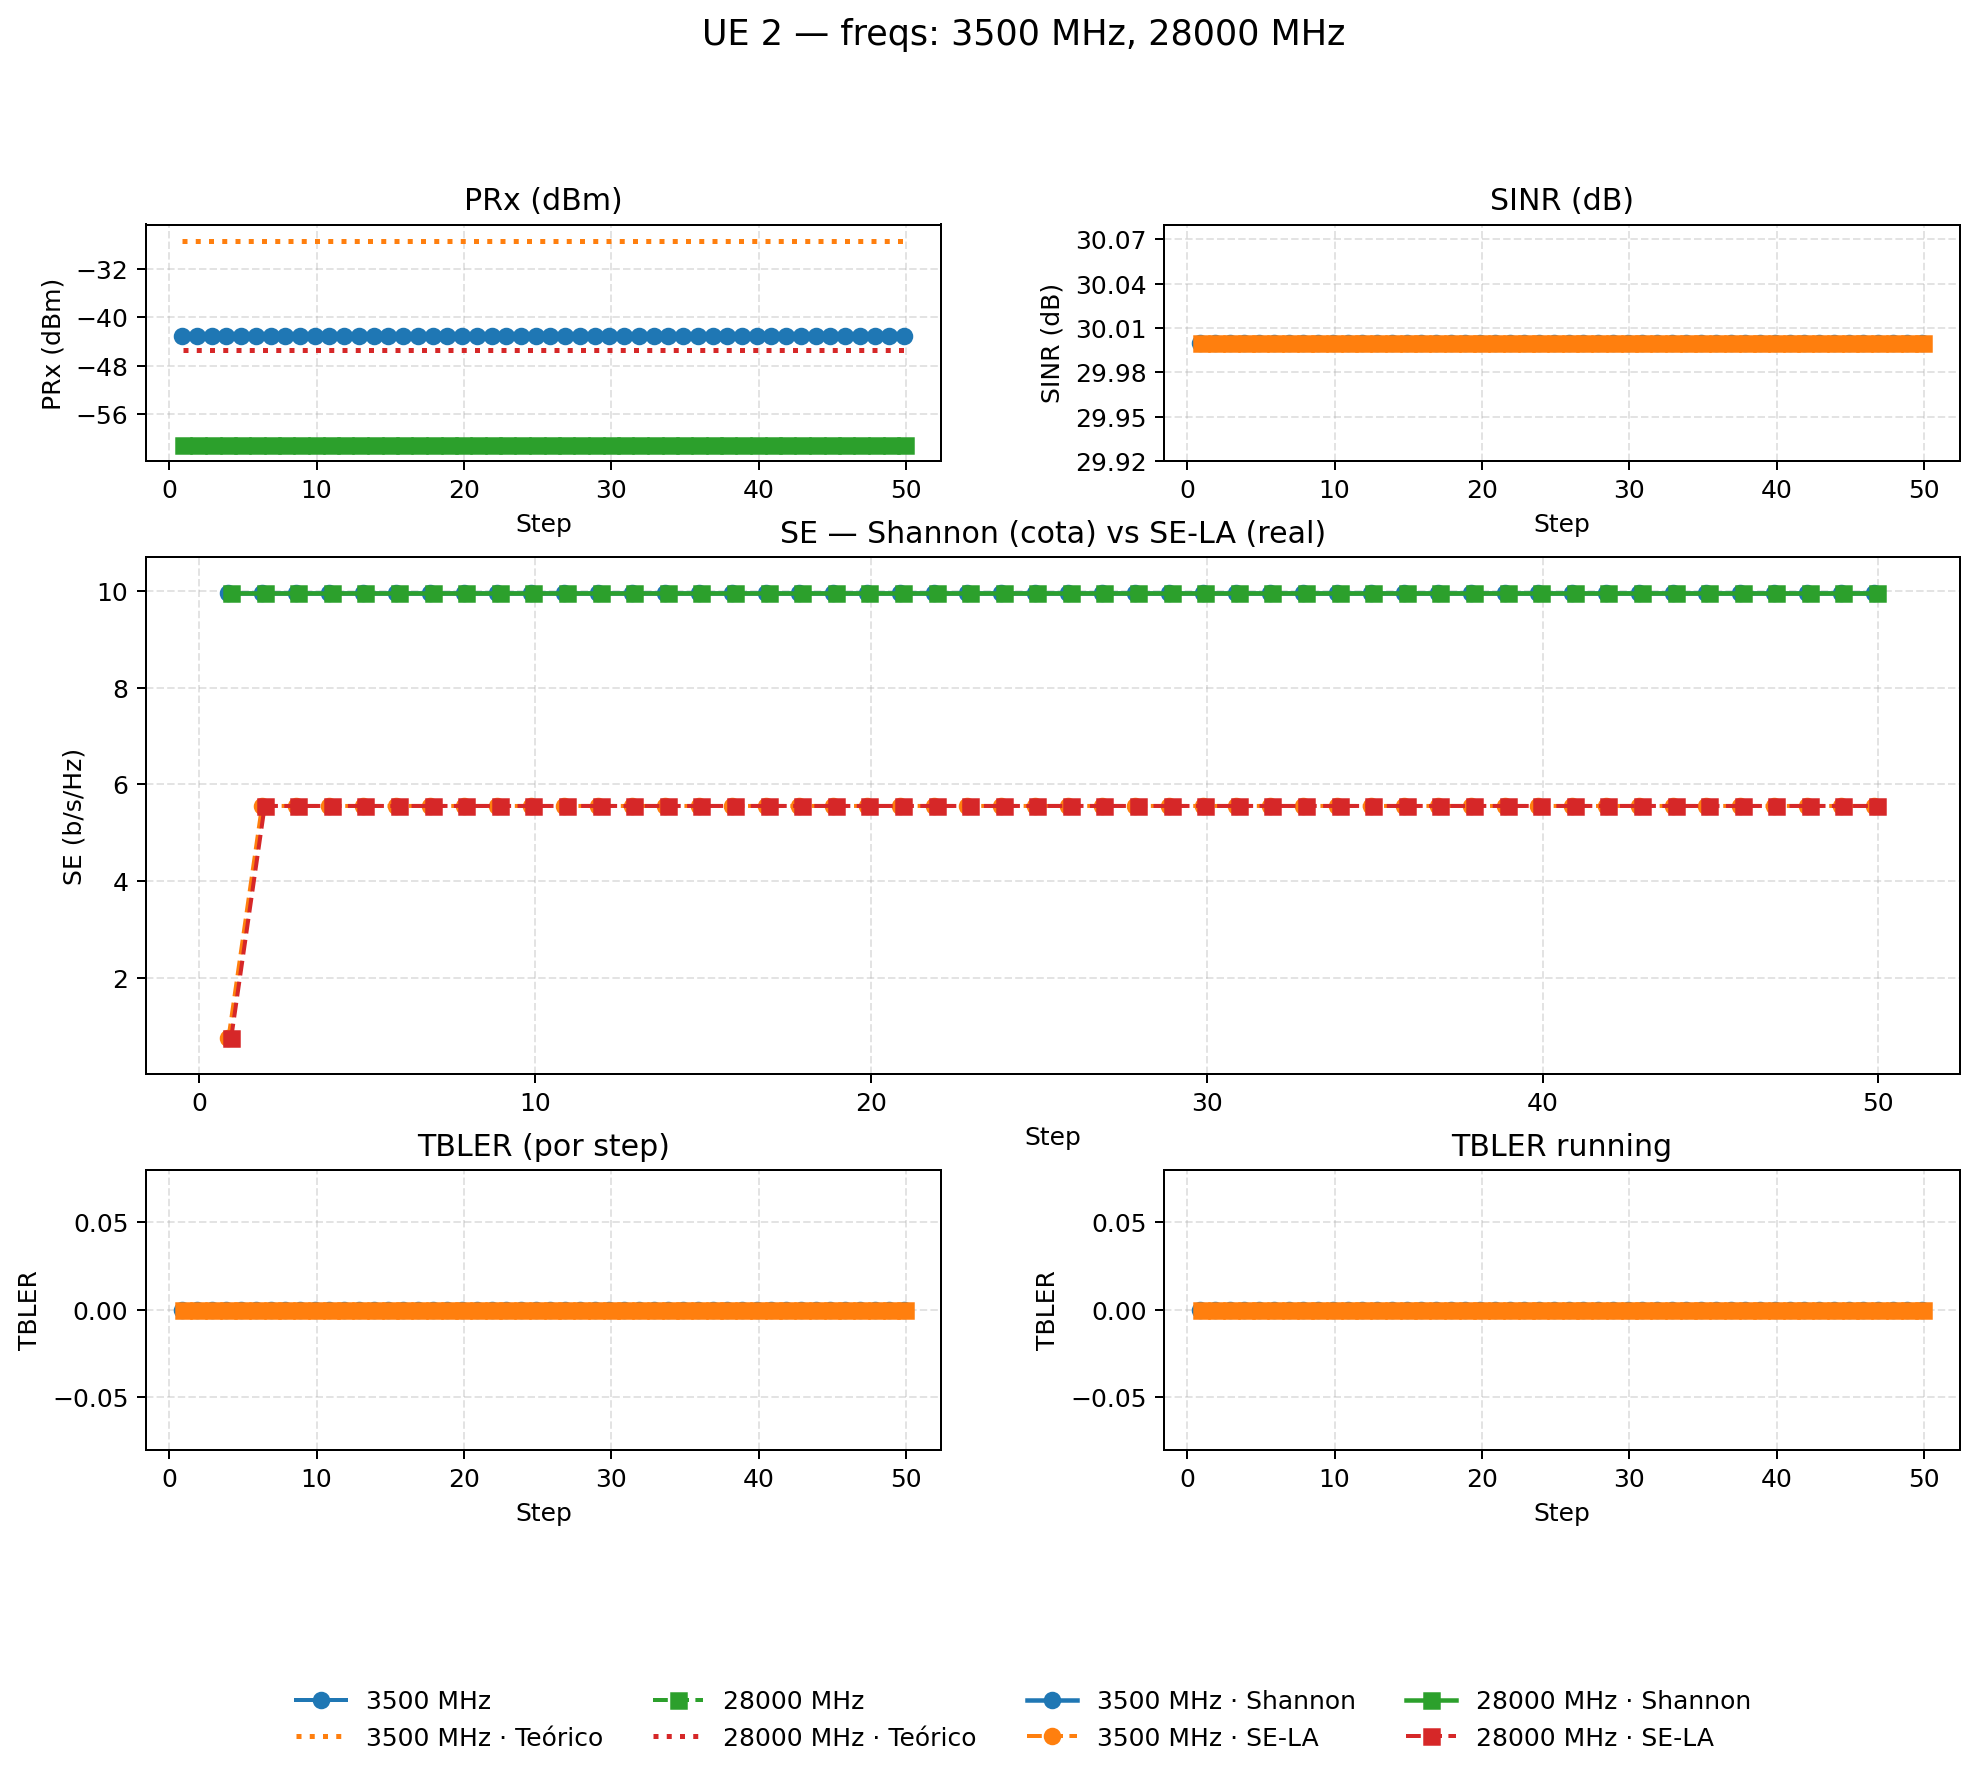 UE 2 — freqs: 3500 MHz, 28000 MHz
PRx (dBm)
PRx (dBm)
−32
−40
−48
−56
0 10 20 30 40 50
Step
SINR (dB)
SINR (dB)
30.07
30.04
30.01
29.98
29.95
29.92
0 10 20 30 40 50
Step
SE — Shannon (cota) vs SE-LA (real)
SE (b/s/Hz)
10
8
6
4
2
0 10 20 30 40 50
Step
TBLER (por step)
TBLER
0.05
0.00
−0.05
0 10 20 30 40 50
Step
TBLER running
TBLER
0.05
0.00
−0.05
0 10 20 30 40 50
Step
3500 MHz
3500 MHz · Teórico
28000 MHz
28000 MHz · Teórico
3500 MHz · Shannon
3500 MHz · SE-LA
28000 MHz · Shannon
28000 MHz · SE-LA